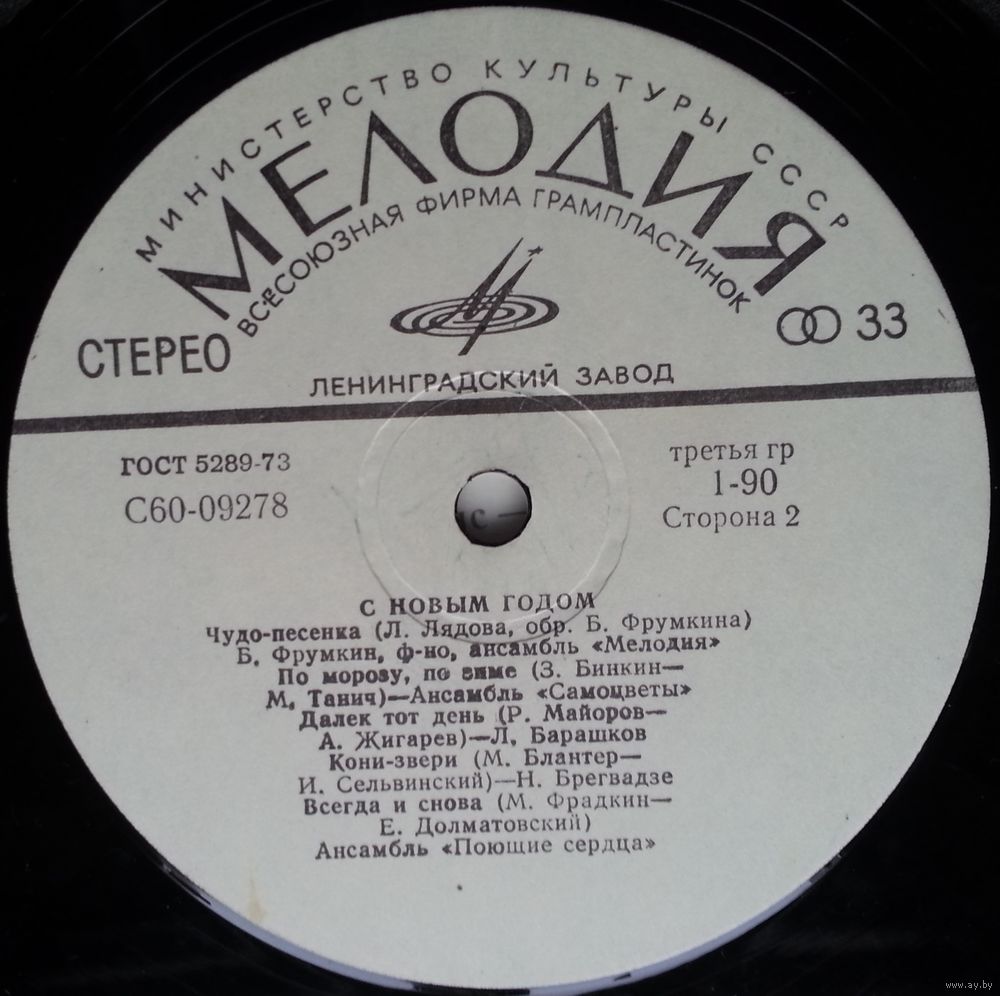 МИНИСТЕРСТВО КУЛЬТУРЫ СССР
МЕЛОДИЯ
ВСЕСОЮЗНАЯ ФИРМА ГРАМПЛАСТИНОК
СТЕРЕО
33
ЛЕНИНГРАДСКИЙ ЗАВОД
ГОСТ 5289-73
С60-09278
третья гр
1-90
Сторона 2
С НОВЫМ ГОДОМ
Чудо-песенка (Л. Лядова, обр. Б. Фрумкина)
Б. Фрумкин, ф-но, ансамбль «Мелодия»
По морозу, по зиме (З. Бинкин—
М. Танич)—Ансамбль «Самоцветы»
Далек тот день (Р. Майоров—
А. Жигарев)—Л. Барашков
Кони-звери (М. Блантер—
И. Сельвинский)—Н. Брегвадзе
Всегда и снова (М. Фрадкин—
Е. Долматовский)
Ансамбль «Поющие сердца»
www.ay.by